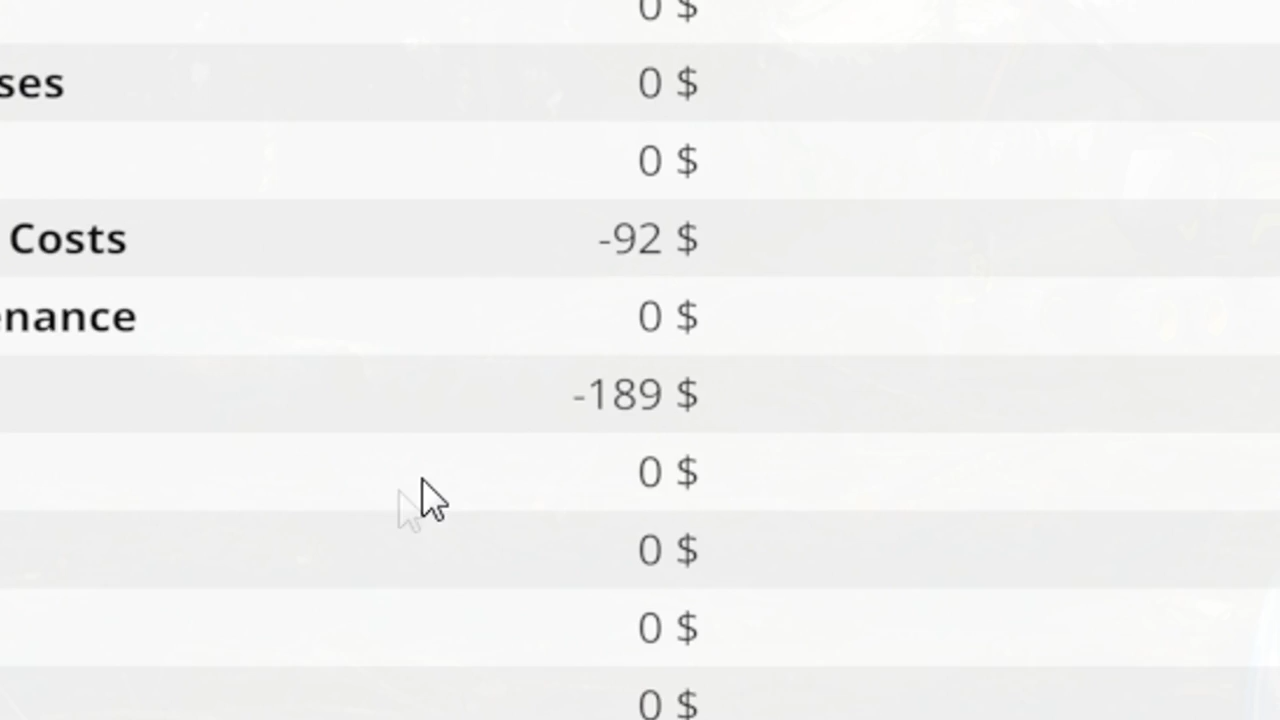 0 $
ses 0 $
0 $
Costs -92 $
enance 0 $
-189 $
0 $
0 $
0 $
0 $